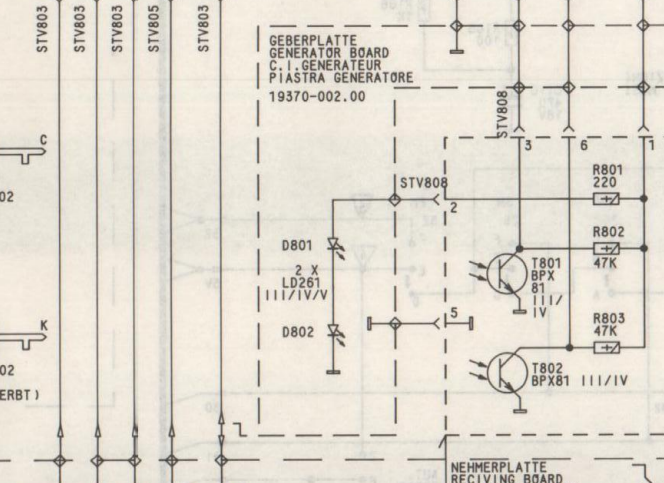 STV803
STV803
STV803
STV805
STV803
GEBERPLATTE
GENERATOR BOARD
C.I.GENERATEUR
PIASTRA GENERATORE
19370-002.00
STV808
3
6
1
C
02
R801
220
STV808
2
R802
47K
D801
2 X
LD261
III/IV/V
T801
BPX
81
III/
IV
5
R803
47K
D802
K
02
ERBT)
T802
BPX81 III/IV
NEHMERPLATTE
RECIVING BOARD